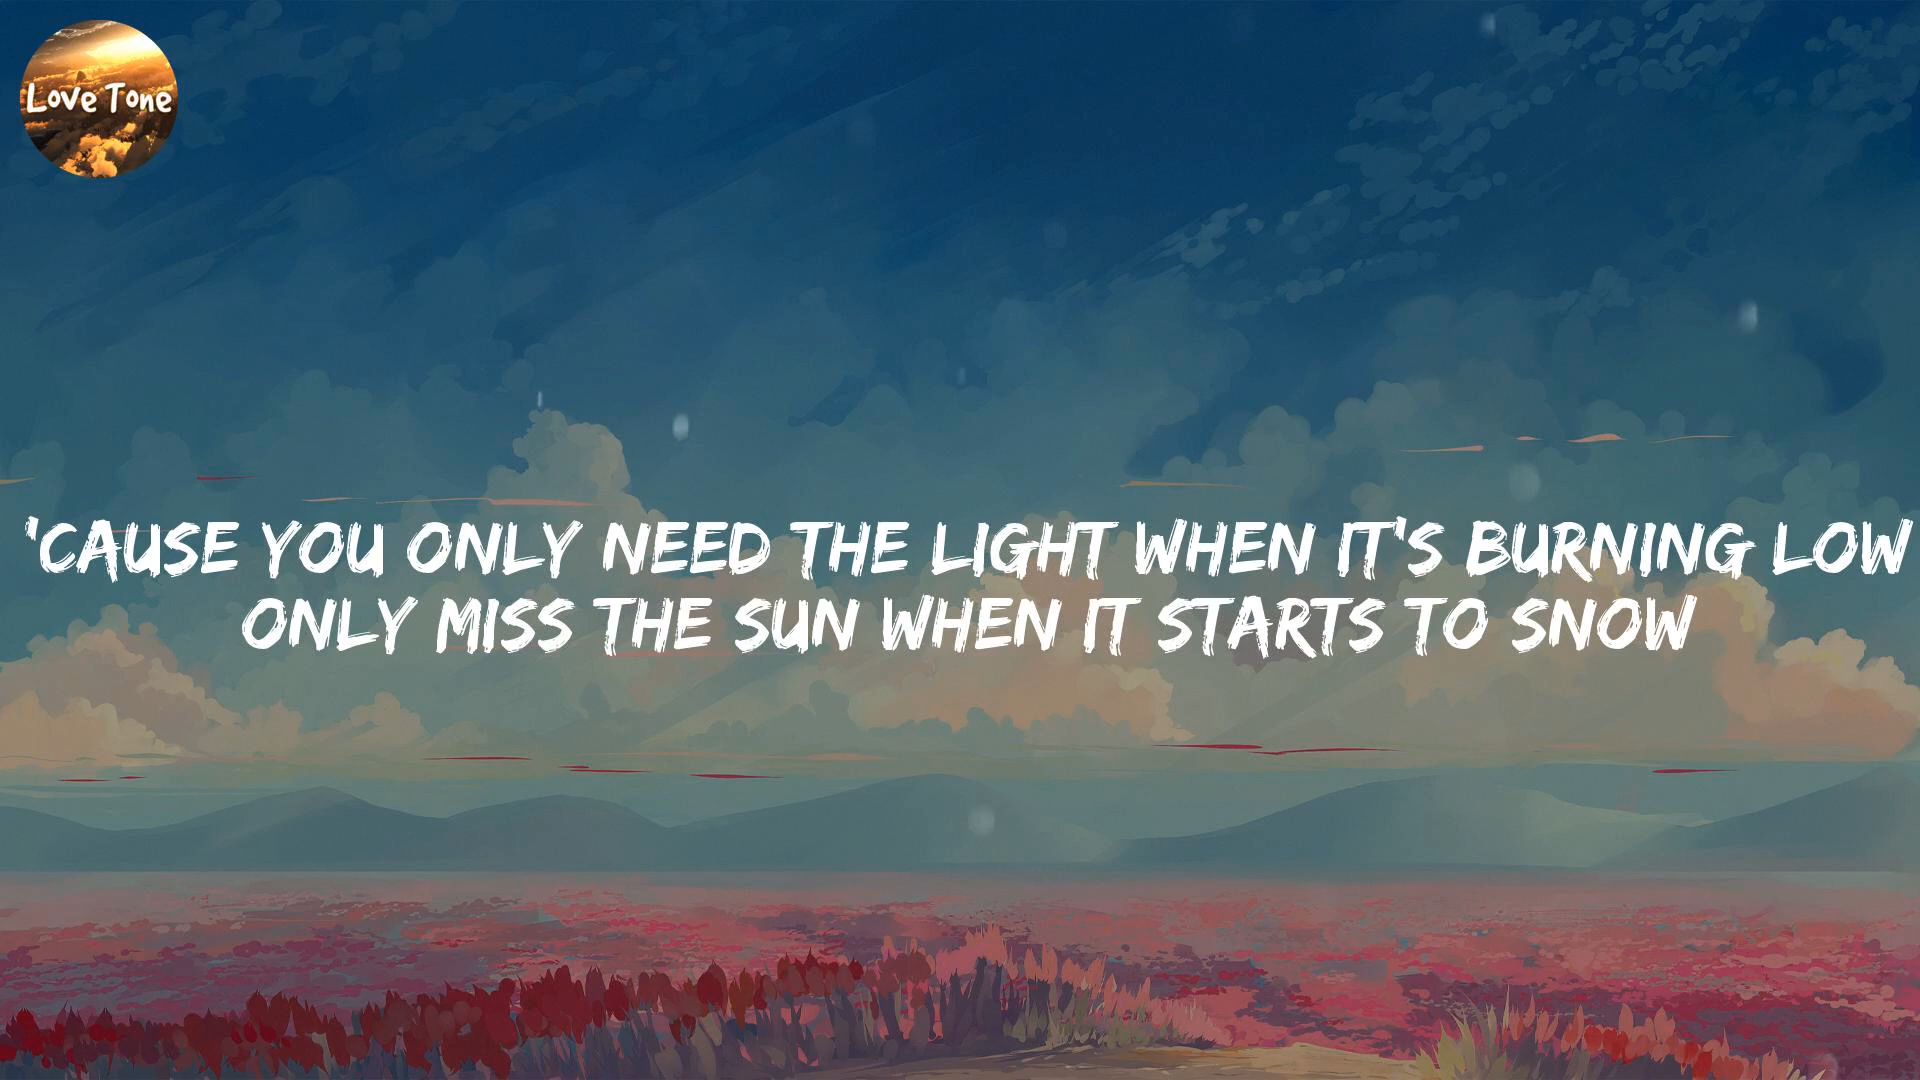 Love Tone
'CAUSE YOU ONLY NEED THE LIGHT WHEN IT'S BURNING LOW
ONLY MISS THE SUN WHEN IT STARTS TO SNOW